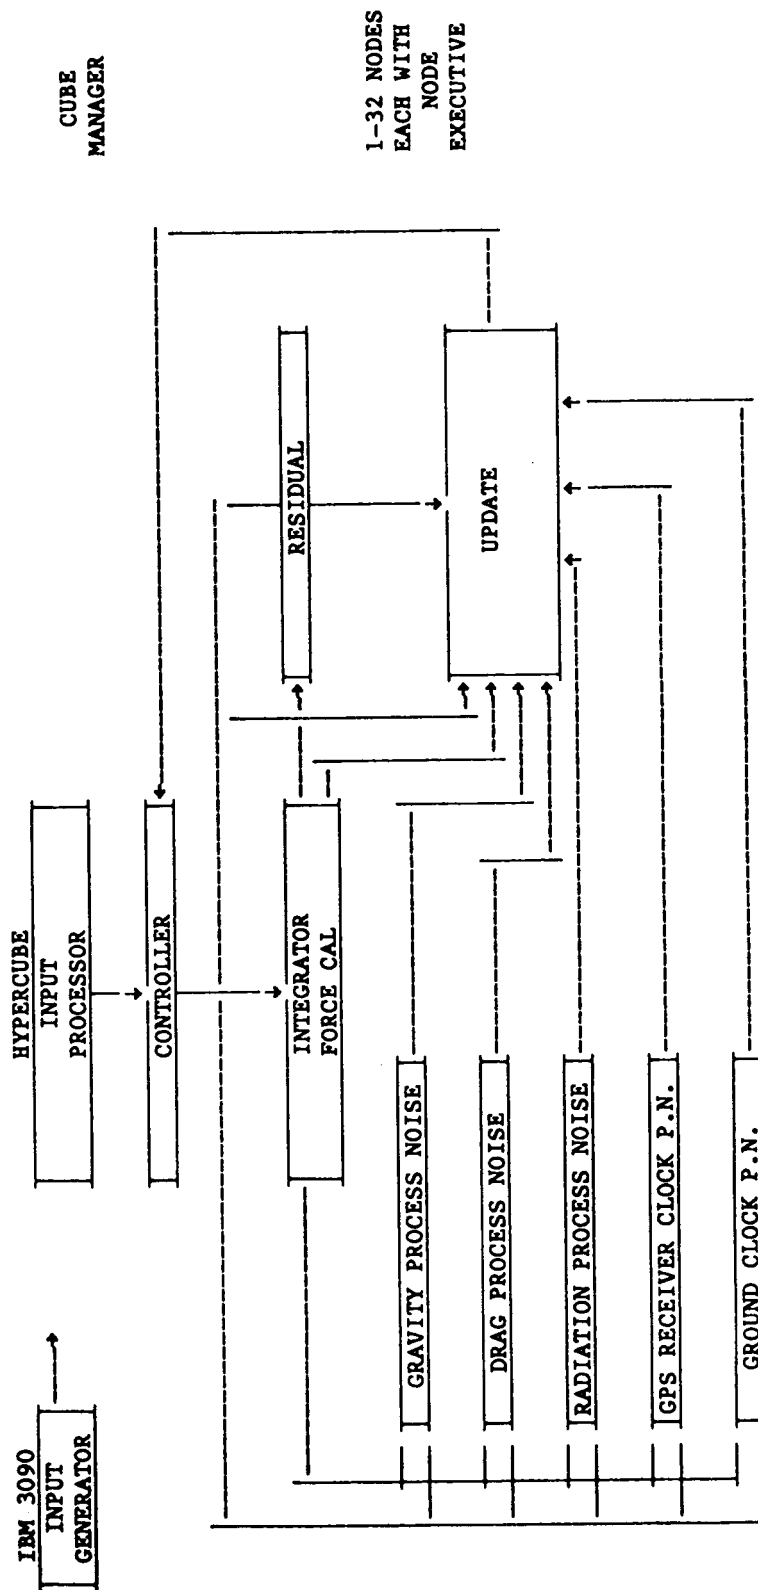 IBM 3090
INPUT
GENERATOR
HYPERCUBE
INPUT
PROCESSOR
CUBE
MANAGER
CONTROLLER
INTEGRATOR
FORCE CAL
RESIDUAL
1-32 NODES
EACH WITH
NODE
EXECUTIVE
GRAVITY PROCESS NOISE
DRAG PROCESS NOISE
UPDATE
RADIATION PROCESS NOISE
GPS RECEIVER CLOCK P.N.
GROUND CLOCK P.N.